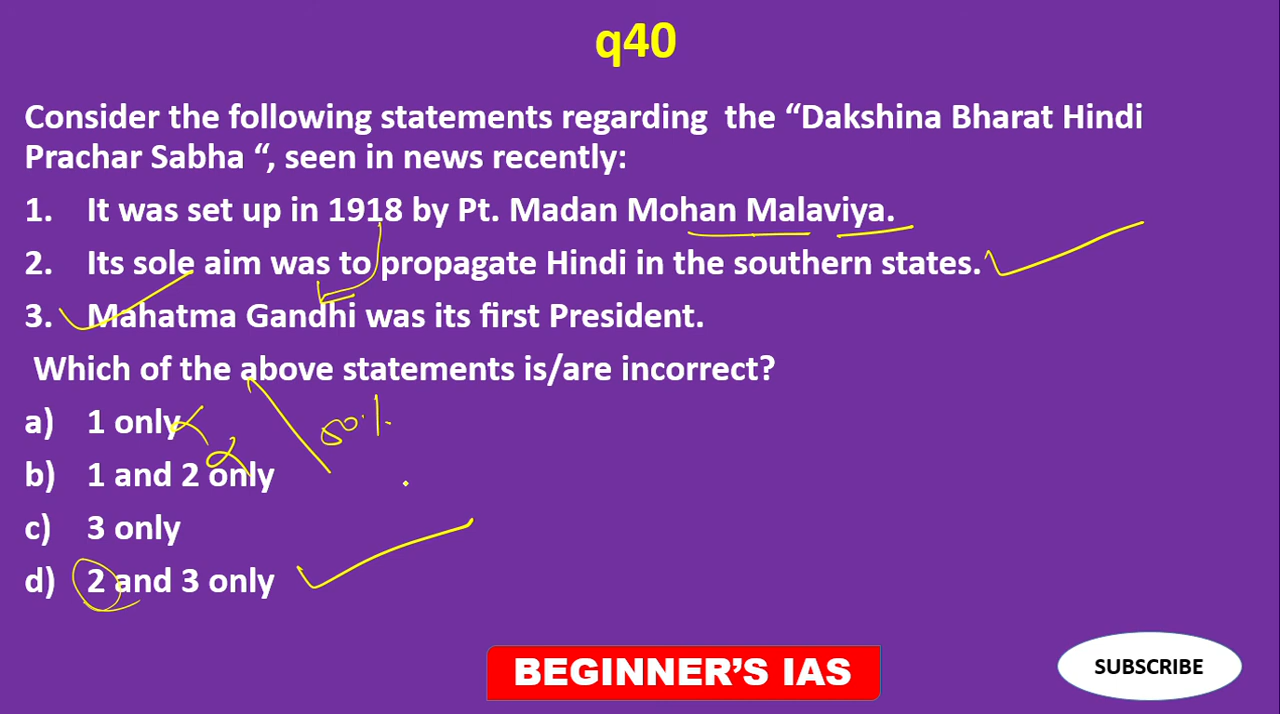 q40
Consider the following statements regarding the “Dakshina Bharat Hindi
Prachar Sabha “, seen in news recently:
1. It was set up in 1918 by Pt. Madan Mohan Malaviya.
2. Its sole aim was to propagate Hindi in the southern states.
3. Mahatma Gandhi was its first President.
Which of the above statements is/are incorrect?
a) 1 only
b) 1 and 2 only
c) 3 only
d) 2 and 3 only
BEGINNER’S IAS
SUBSCRIBE